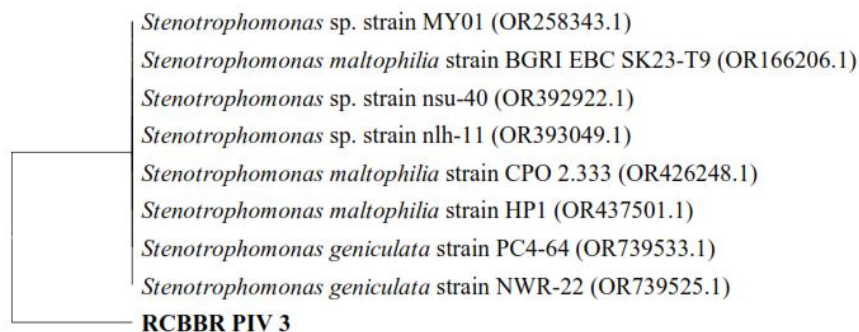 Stenotrophomonas sp. strain MY01 (OR258343.1)
Stenotrophomonas maltophilia strain BGRI EBC SK23-T9 (OR166206.1)
Stenotrophomonas sp. strain nsu-40 (OR392922.1)
Stenotrophomonas sp. strain nlh-11 (OR393049.1)
Stenotrophomonas maltophilia strain CPO 2.333 (OR426248.1)
Stenotrophomonas maltophilia strain HP1 (OR437501.1)
Stenotrophomonas geniculata strain PC4-64 (OR739533.1)
Stenotrophomonas geniculata strain NWR-22 (OR739525.1)
RCBBR PIV 3